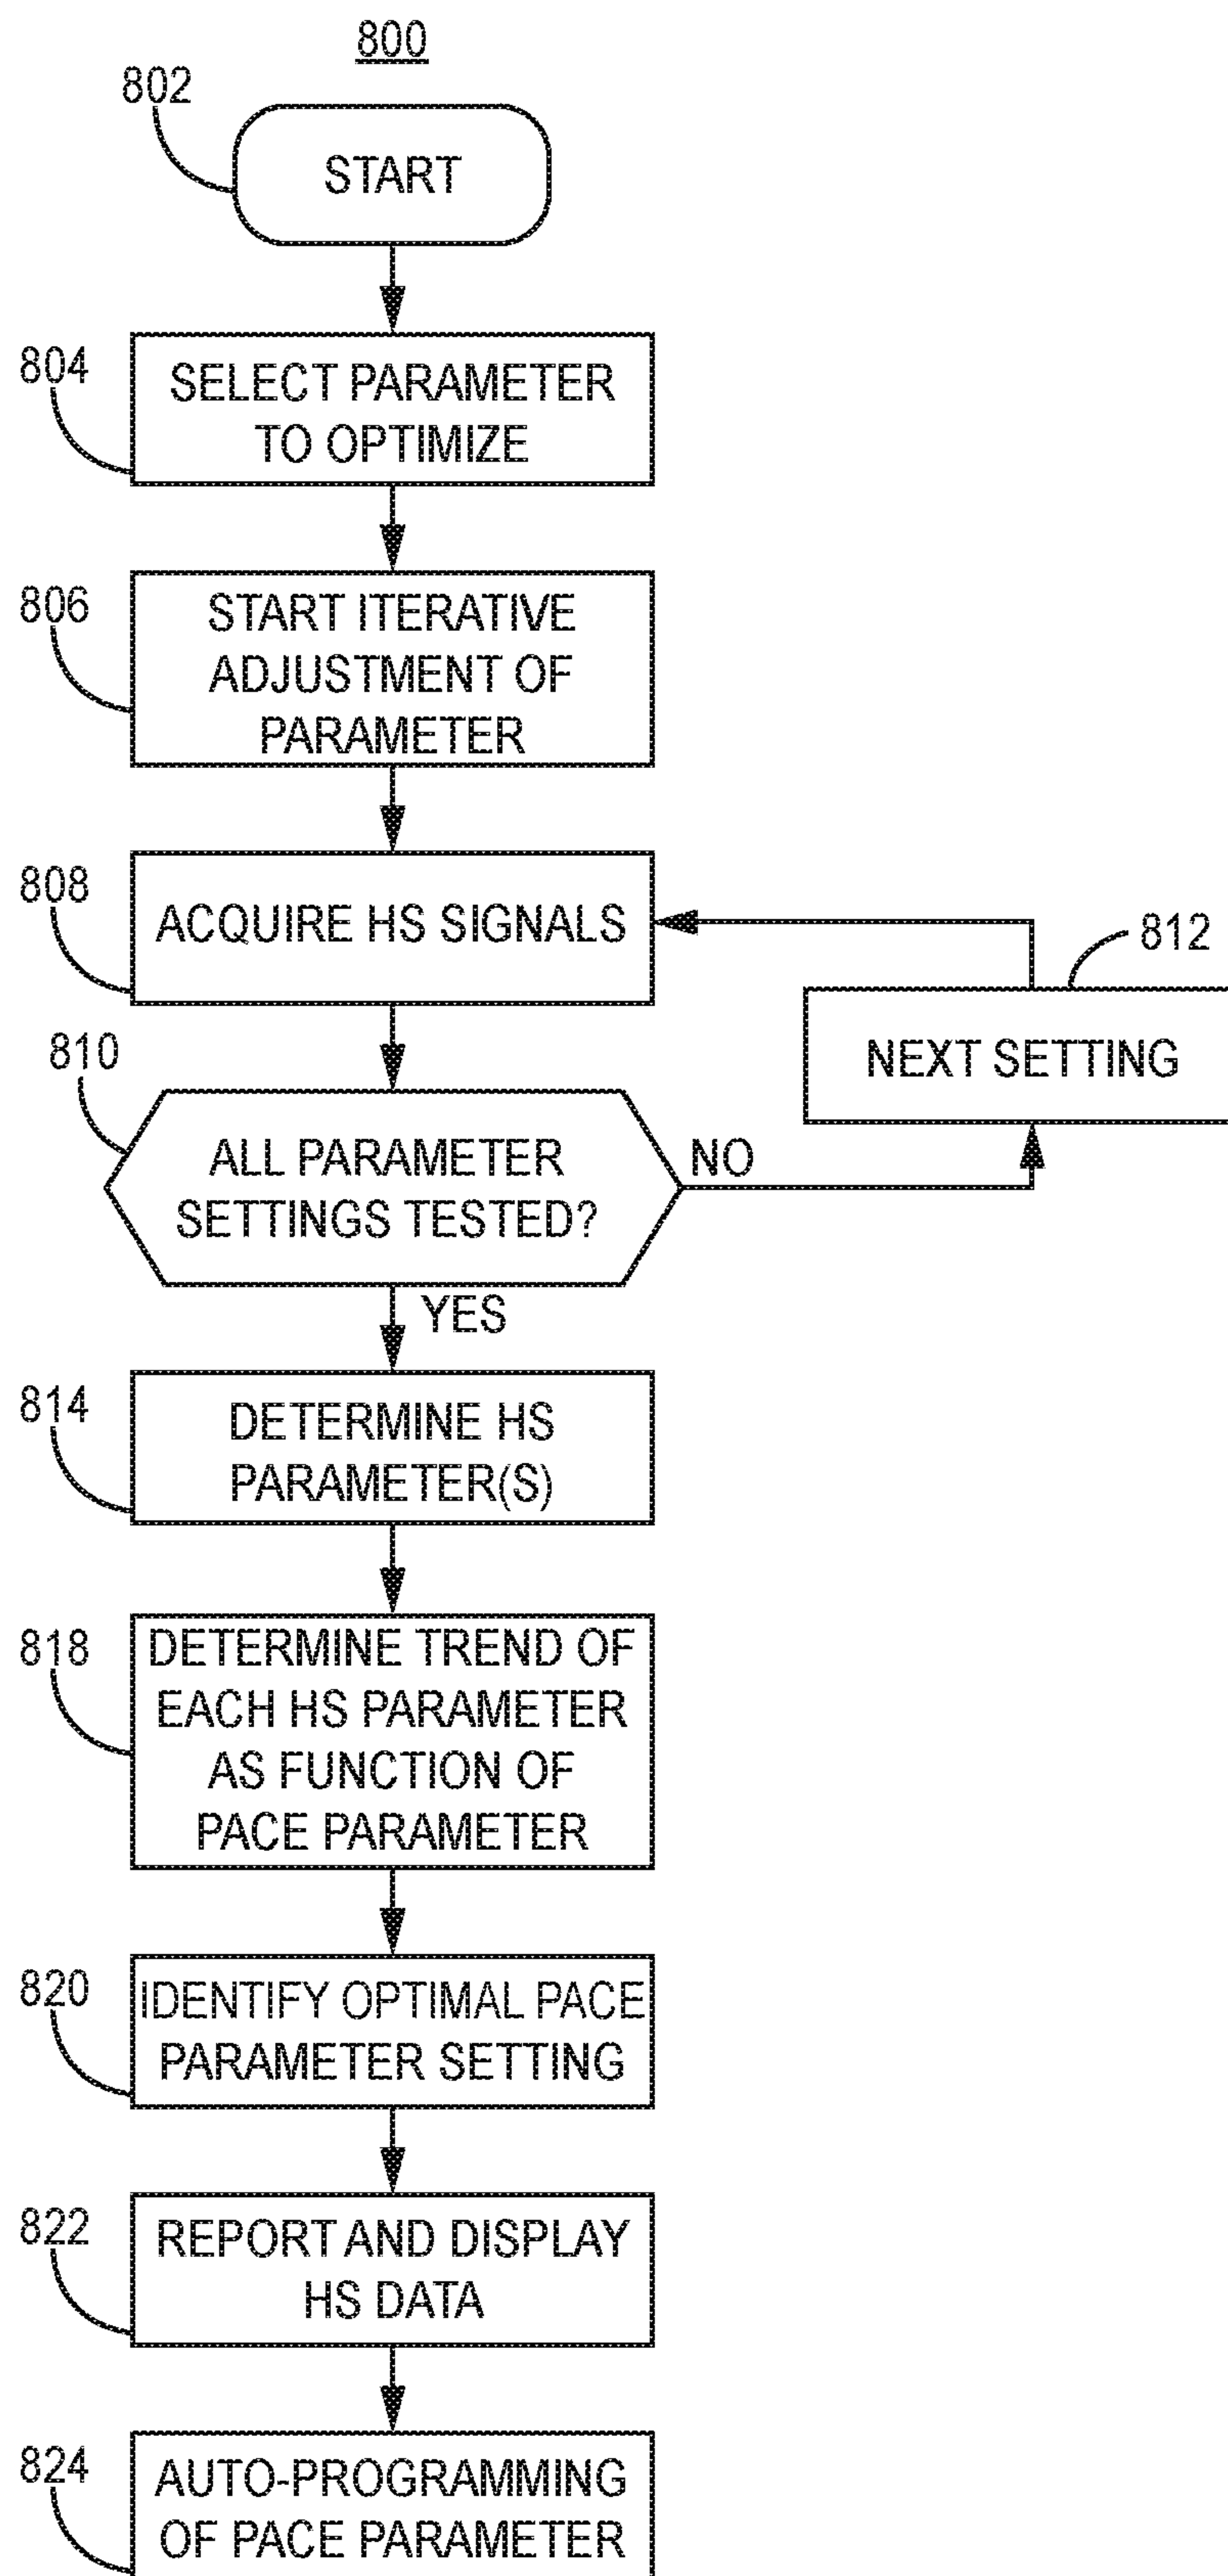 800
802
START
804
SELECT PARAMETER
TO OPTIMIZE
806
START ITERATIVE
ADJUSTMENT OF
PARAMETER
808
ACQUIRE HS SIGNALS
812
NEXT SETTING
810
ALL PARAMETER
SETTINGS TESTED?
NO
YES
814
DETERMINE HS
PARAMETER(S)
818
DETERMINE TREND OF
EACH HS PARAMETER
AS FUNCTION OF
PACE PARAMETER
820
IDENTIFY OPTIMAL PACE
PARAMETER SETTING
822
REPORT AND DISPLAY
HS DATA
824
AUTO-PROGRAMMING
OF PACE PARAMETER